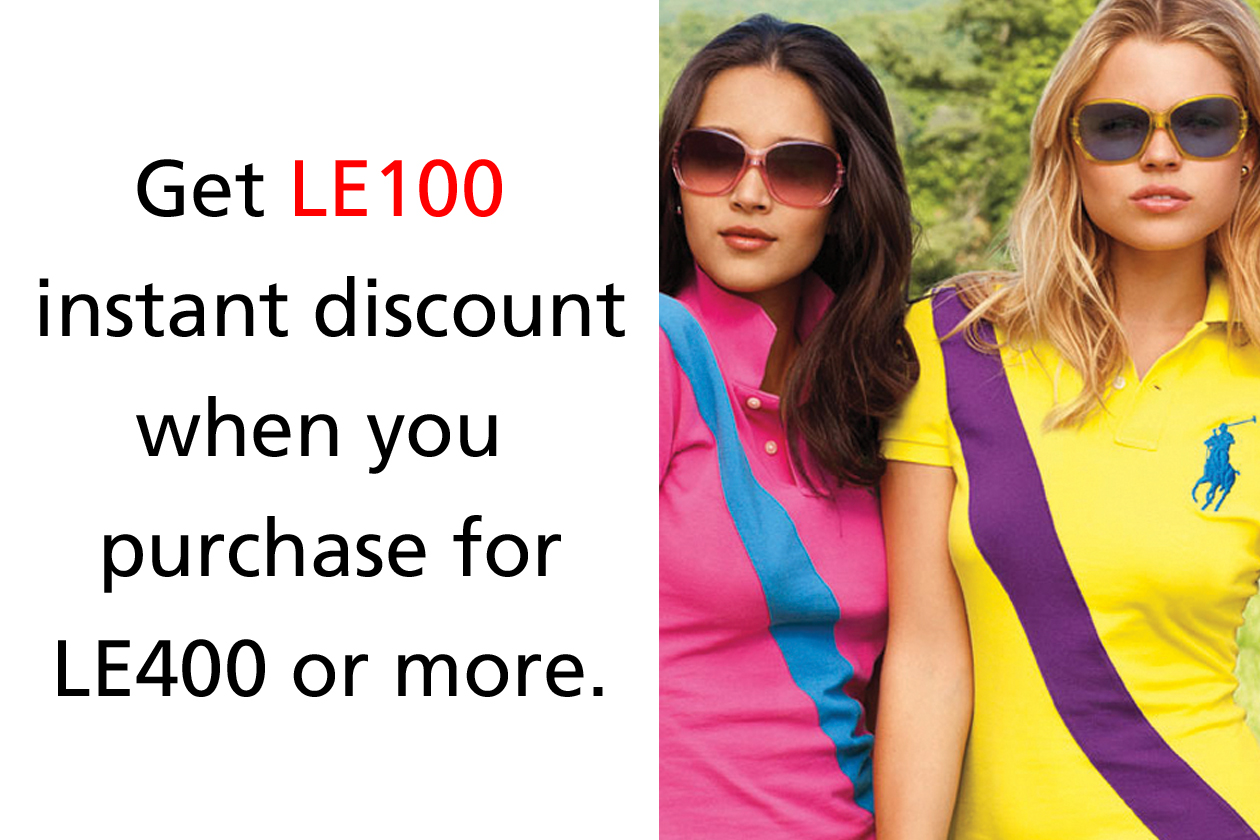 Get LE100
instant discount
when you
purchase for
LE400 or more.